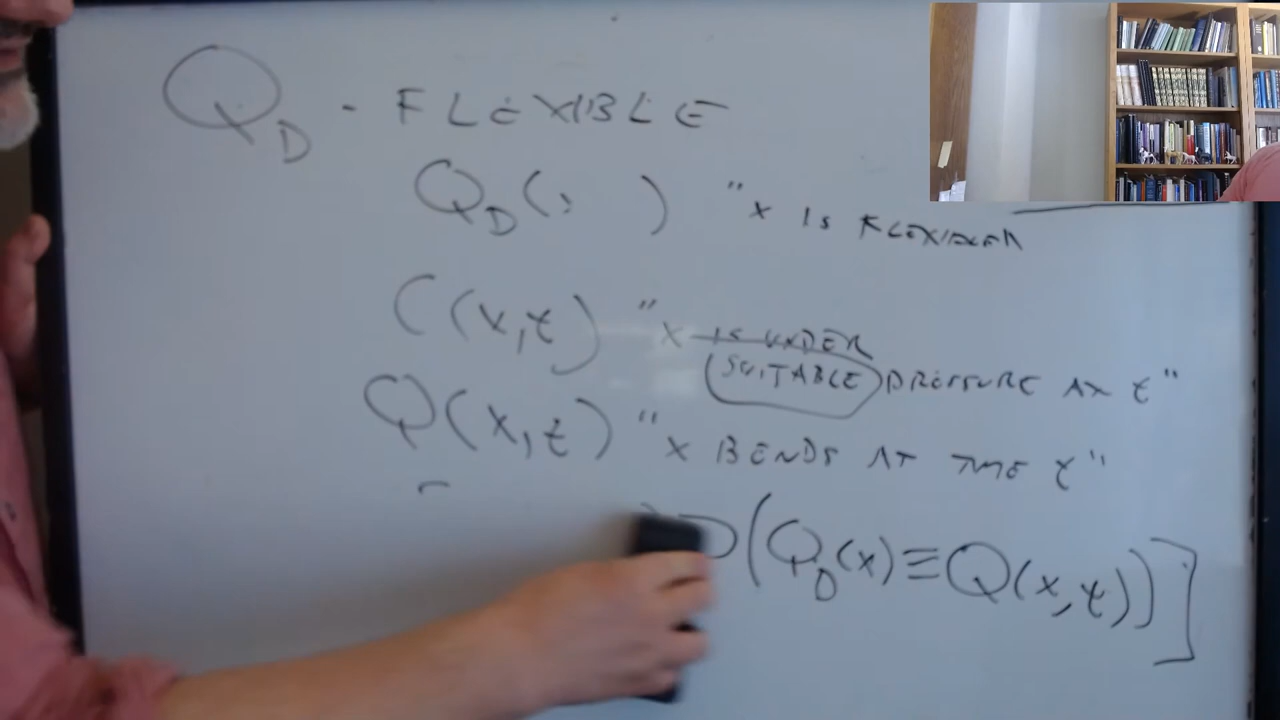 Q_D - FLEXIBLE
Q_D(; ) "x IS FLEXIBLE"
C(x,t) "x IS UNDER
SUITABLE PRESSURE AT t"
Q(x,t) "x BENDS AT TIME t"
(Q_D(x)≡Q(x,t))]